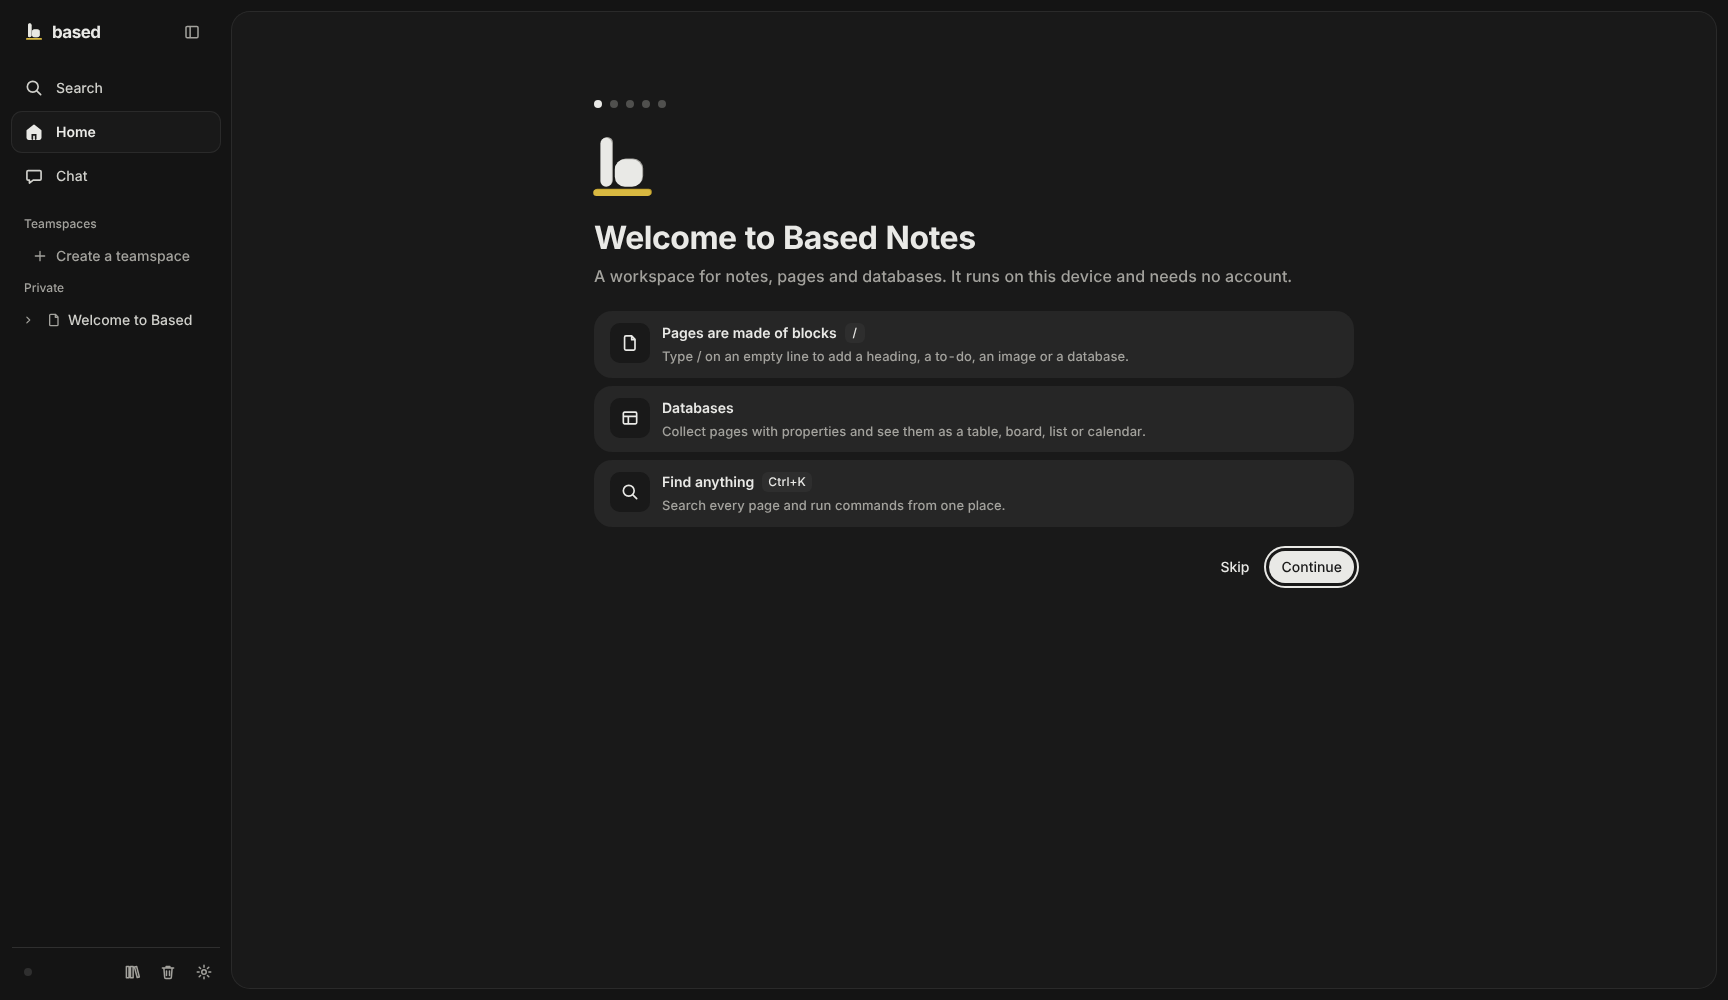 based
Search
Home
Chat
Teamspaces
Create a teamspace
Private
Welcome to Based
Welcome to Based Notes
A workspace for notes, pages and databases. It runs on this device and needs no account.
Pages are made of blocks /
Type / on an empty line to add a heading, a to-do, an image or a database.
Databases
Collect pages with properties and see them as a table, board, list or calendar.
Find anything Ctrl+K
Search every page and run commands from one place.
Skip Continue